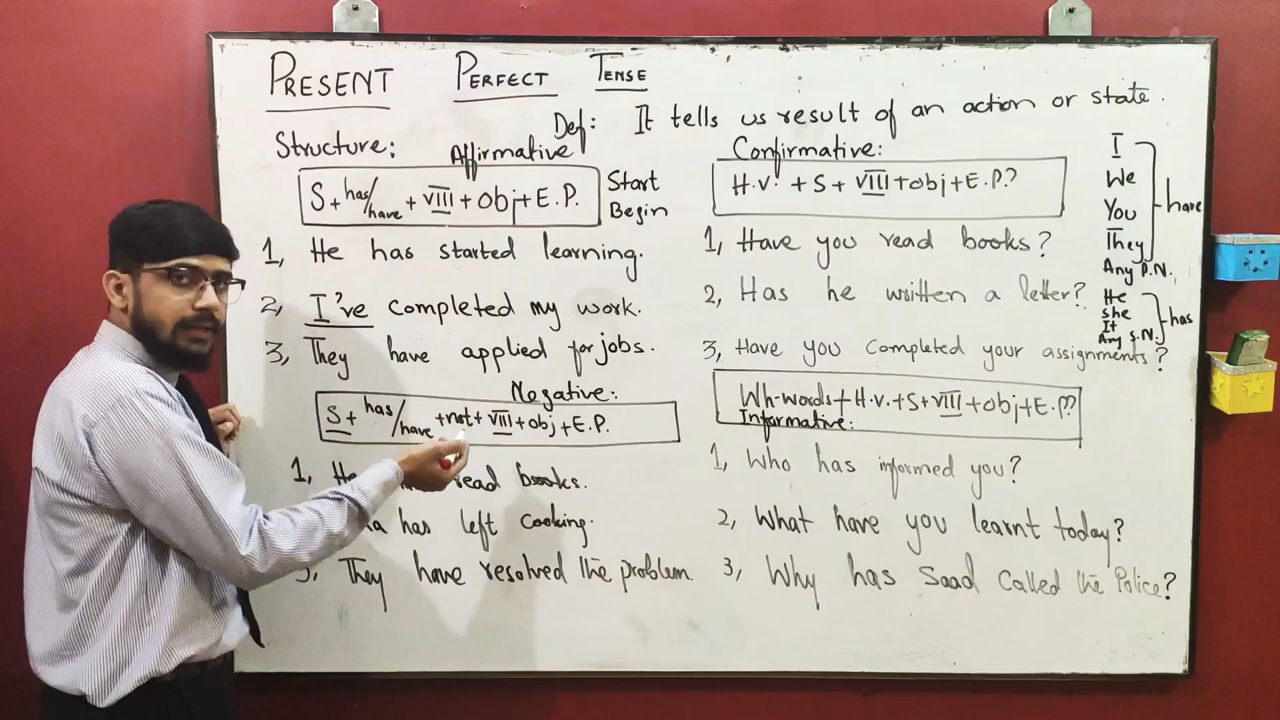 PRESENT PERFECT TENSE
Def: It tells us result of an action or state.
Structure:
Affirmative
S + has/have + VIII + Obj + E.P.
Start
Begin
1, He has started learning.
2, I've completed my work.
3, They have applied for jobs.
Negative:
S + has/have + not + VIII + obj + E.P.
1, He read books.
has left cooking.
They have resolved the problem.
Confirmative:
H.V. + S + VIII + obj + E.P.?
1, Have you read books?
2, Has he written a letter?
3, Have you completed your assignments?
Wh-words + H.V. + S + VIII + obj + E.P.?
Informative:
1, Who has informed you?
2, What have you learnt today?
3, Why has Saad called the Police?
I
We
You
They
Any P.N.
have
He
She
It
Any S.N.
has